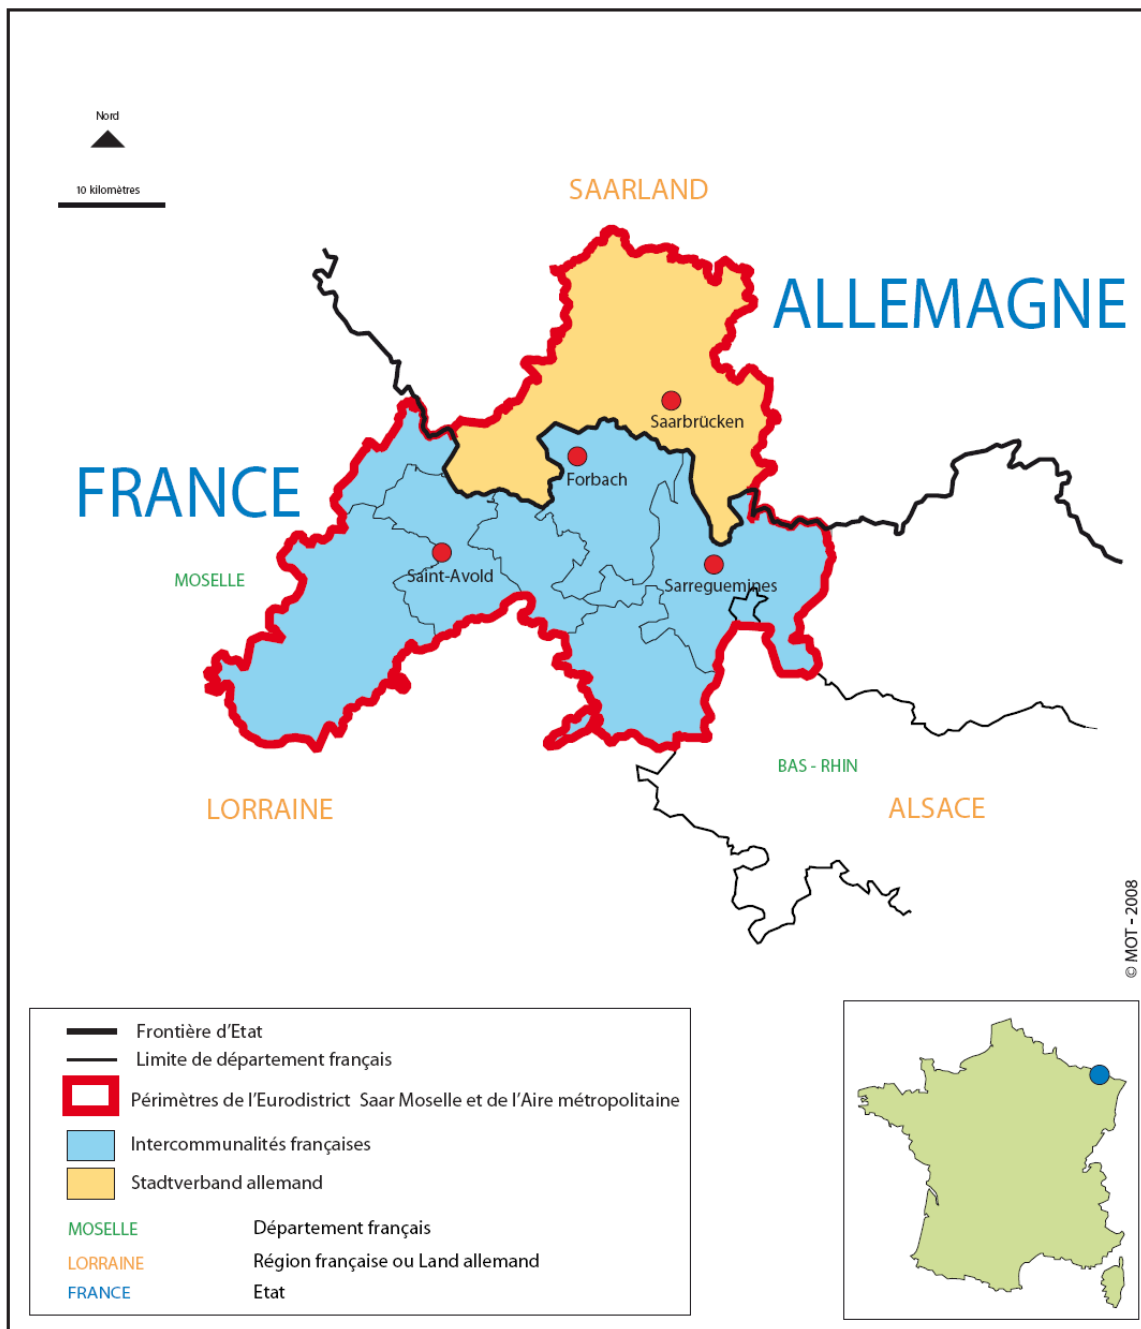 Nord
10 kilomètres
SAARLAND
ALLEMAGNE
Saarbrücken
FRANCE
Forbach
MOSELLE
Saint-Avold
Sarreguemines
BAS - RHIN
LORRAINE
ALSACE
© MOT - 2008
Frontière d'Etat
Limite de département français
Périmètres de l'Eurodistrict Saar Moselle et de l'Aire métropolitaine
Intercommunalités françaises
Stadtverband allemand
MOSELLE Département français
LORRAINE Région française ou Land allemand
FRANCE Etat